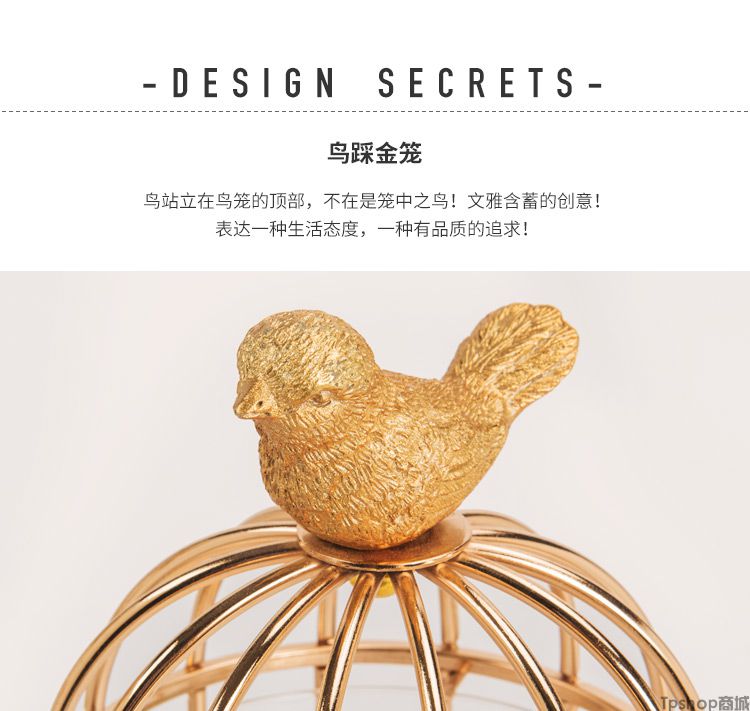 -DESIGN SECRETS-
鸟踩金笼
鸟站立在鸟笼的顶部，不在是笼中之鸟！文雅含蓄的创意！
表达一种生活态度，一种有品质的追求！
Tpshop商城